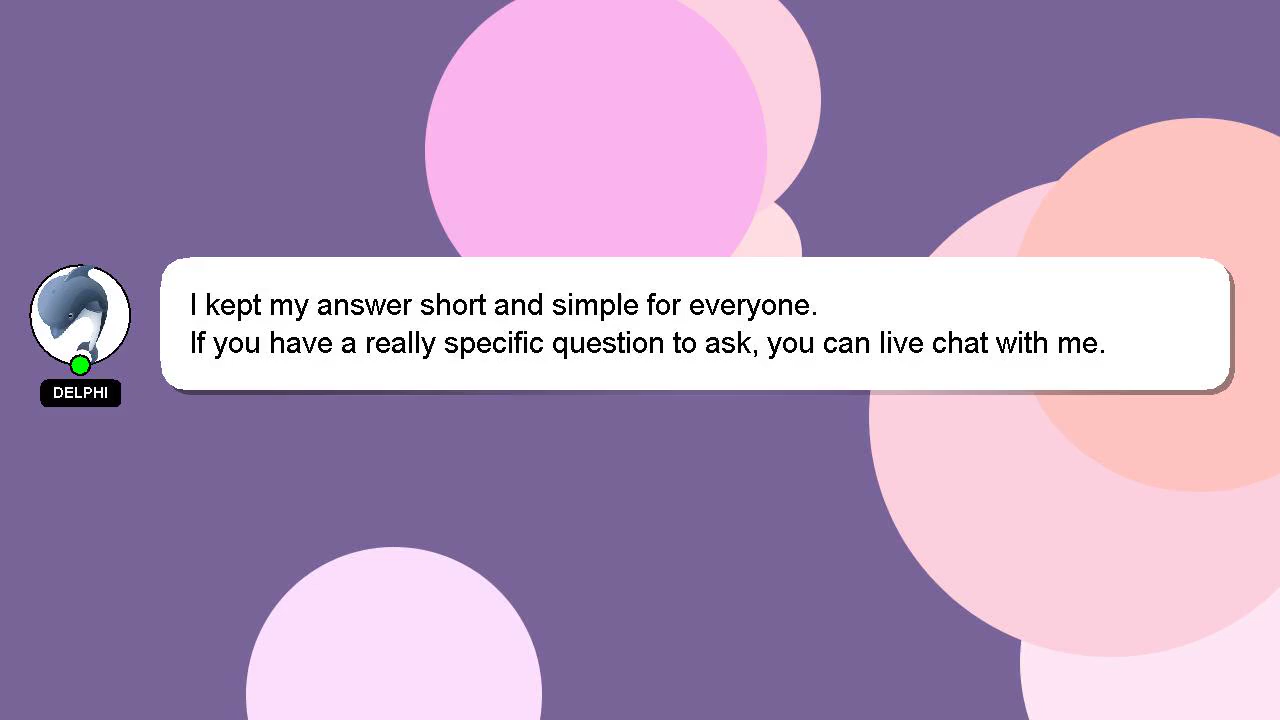 I kept my answer short and simple for everyone.
If you have a really specific question to ask, you can live chat with me.
DELPHI